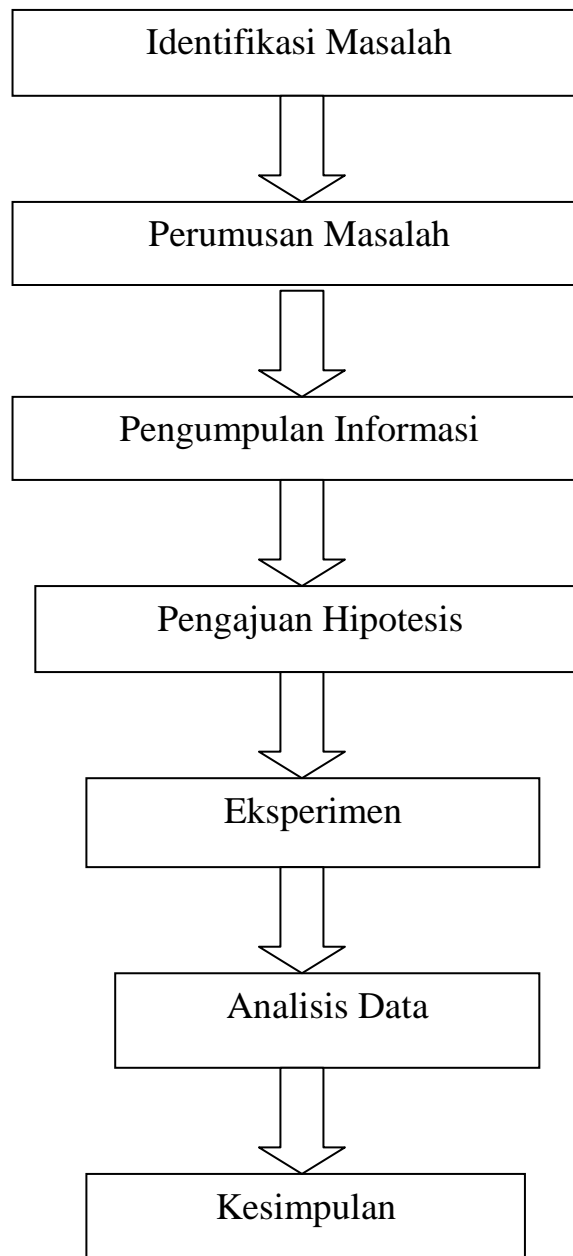 Identifikasi Masalah
Perumusan Masalah
Pengumpulan Informasi
Pengajuan Hipotesis
Eksperimen
Analisis Data
Kesimpulan